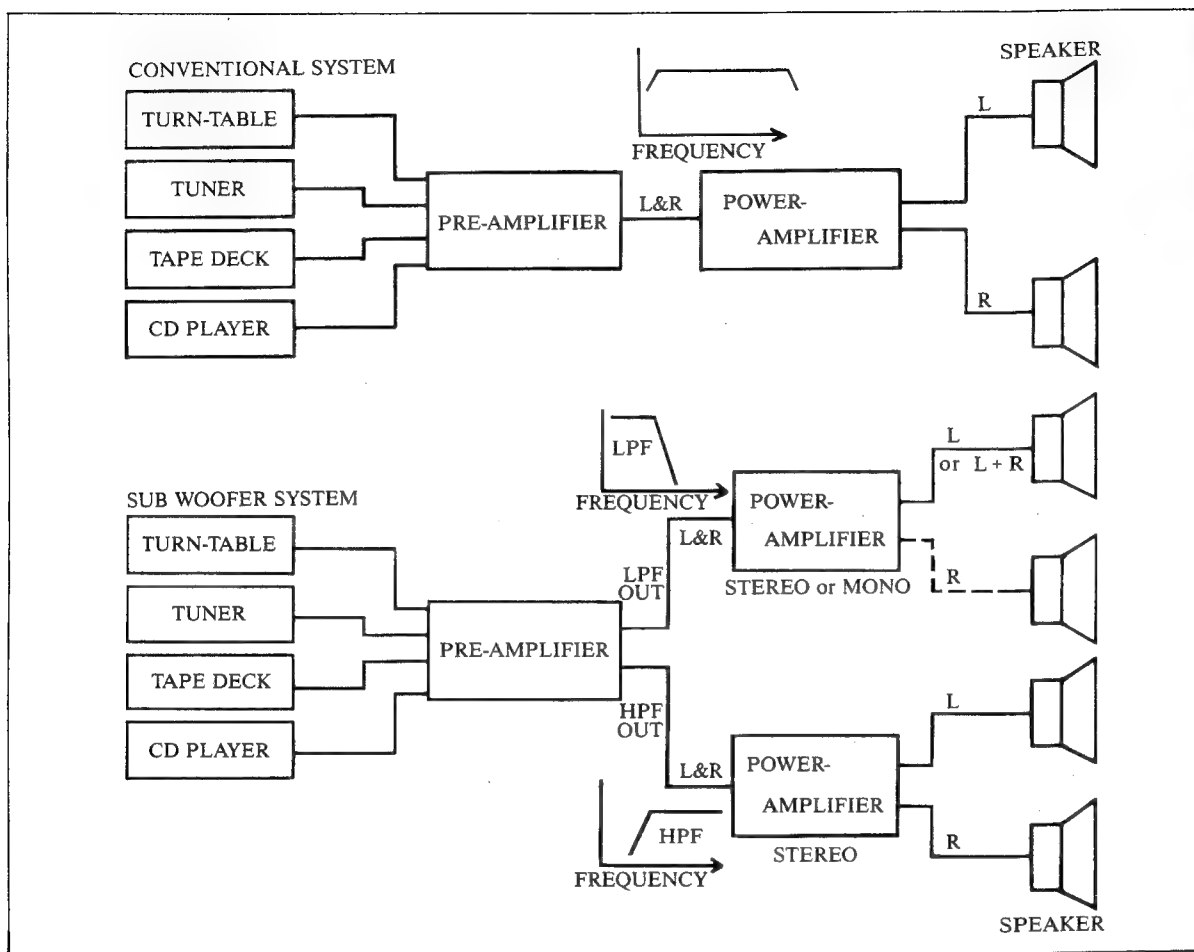 CONVENTIONAL SYSTEM
TURN-TABLE
TUNER
TAPE DECK
CD PLAYER
PRE-AMPLIFIER
L&R
FREQUENCY
POWER-
AMPLIFIER
L
R
SPEAKER
SUB WOOFER SYSTEM
TURN-TABLE
TUNER
TAPE DECK
CD PLAYER
PRE-AMPLIFIER
LPF
OUT
LPF
FREQUENCY
L&R
POWER-
AMPLIFIER
STEREO or MONO
L
or L + R
R
HPF
OUT
L&R
HPF
FREQUENCY
POWER-
AMPLIFIER
STEREO
L
R
SPEAKER